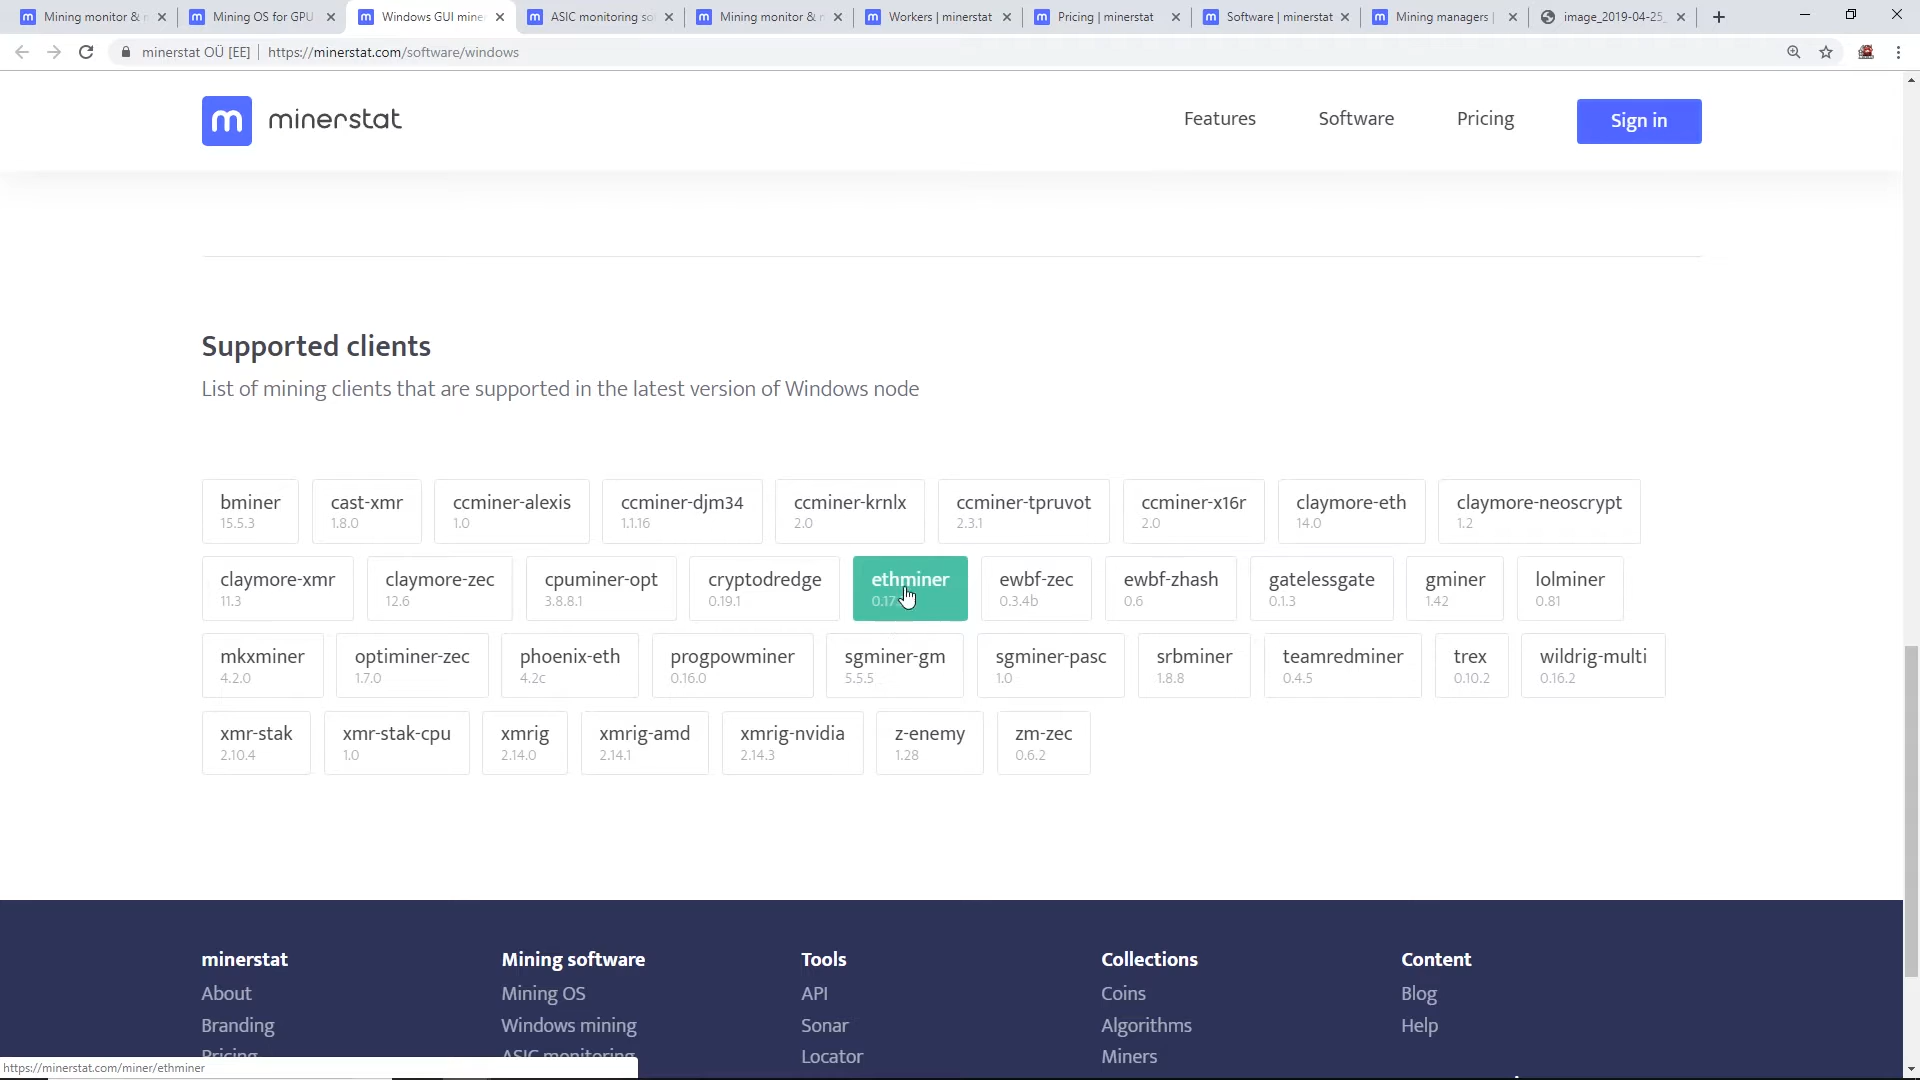 Mining monitor &
Mining OS for GPU
Windows GUI mine
ASIC monitoring so
Mining monitor &
Workers | minerstat
Pricing | minerstat
Software | minerstat
Mining managers |
image_2019-04-25_
minerstat OÜ [EE]
https://minerstat.com/software/windows
m minerstat
Features
Software
Pricing
Sign in
Supported clients
List of mining clients that are supported in the latest version of Windows node
bminer
15.5.3
cast-xmr
1.8.0
ccminer-alexis
1.0
ccminer-djm34
1.1.16
ccminer-krnlx
2.0
ccminer-tpruvot
2.3.1
ccminer-x16r
2.0
claymore-eth
14.0
claymore-neoscrypt
1.2
claymore-xmr
11.3
claymore-zec
12.6
cpuminer-opt
3.8.8.1
cryptodredge
0.19.1
ethminer
0.17
ewbf-zec
0.3.4b
ewbf-zhash
0.6
gatelessgate
0.1.3
gminer
1.42
lolminer
0.81
mkxminer
4.2.0
optiminer-zec
1.7.0
phoenix-eth
4.2c
progpowminer
0.16.0
sgminer-gm
5.5.5
sgminer-pasc
1.0
srbminer
1.8.8
teamredminer
0.4.5
trex
0.10.2
wildrig-multi
0.16.2
xmr-stak
2.10.4
xmr-stak-cpu
1.0
xmrig
2.14.0
xmrig-amd
2.14.1
xmrig-nvidia
2.14.3
z-enemy
1.28
zm-zec
0.6.2
minerstat
About
Branding
Pricing
Mining software
Mining OS
Windows mining
ASIC monitoring
Tools
API
Sonar
Locator
Collections
Coins
Algorithms
Miners
Content
Blog
Help
https://minerstat.com/miner/ethminer